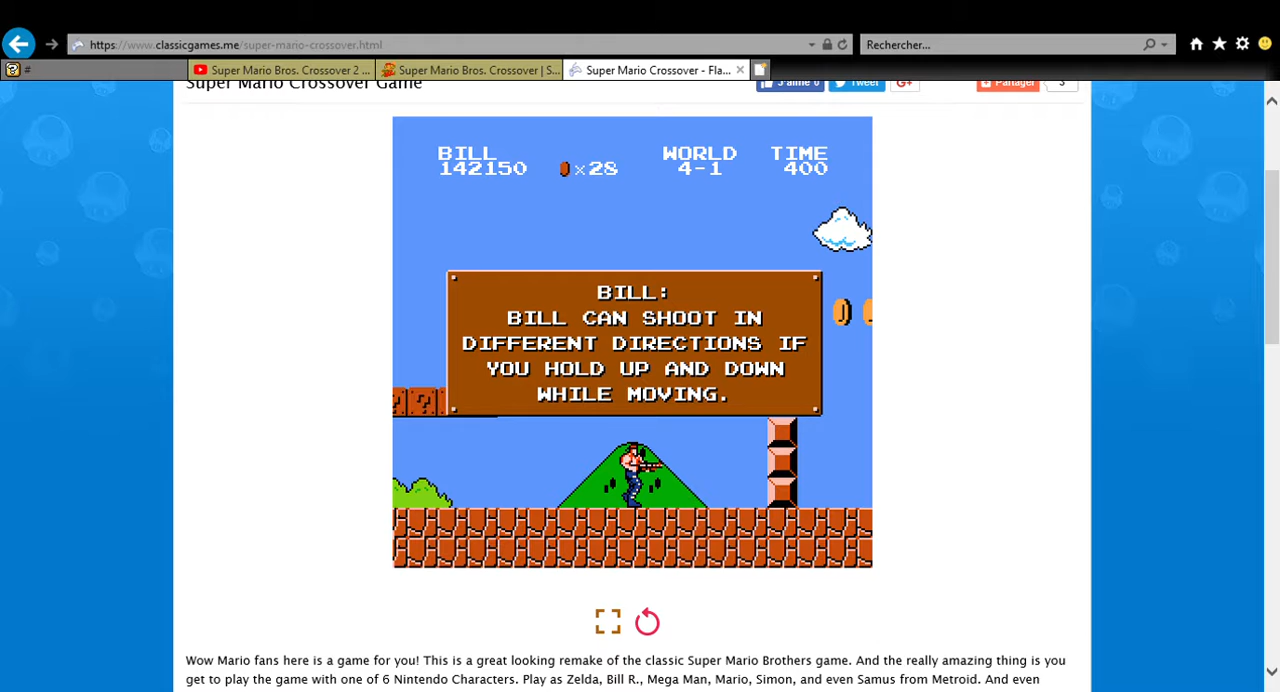 https://www.classicgames.me/super-mario-crossover.html
Rechercher...
#
Super Mario Bros. Crossover 2 ...
Super Mario Bros. Crossover | S...
Super Mario Crossover - Fla...
Super Mario Crossover Game
J'aime 0
Tweet
G+
Partager
3
BILL
142150
×28
WORLD
4-1
TIME
400
BILL:
BILL CAN SHOOT IN
DIFFERENT DIRECTIONS IF
YOU HOLD UP AND DOWN
WHILE MOVING.
? ?
Wow Mario fans here is a game for you! This is a great looking remake of the classic Super Mario Brothers game. And the really amazing thing is you
get to play the game with one of 6 Nintendo Characters. Play as Zelda, Bill R., Mega Man, Mario, Simon, and even Samus from Metroid. And even